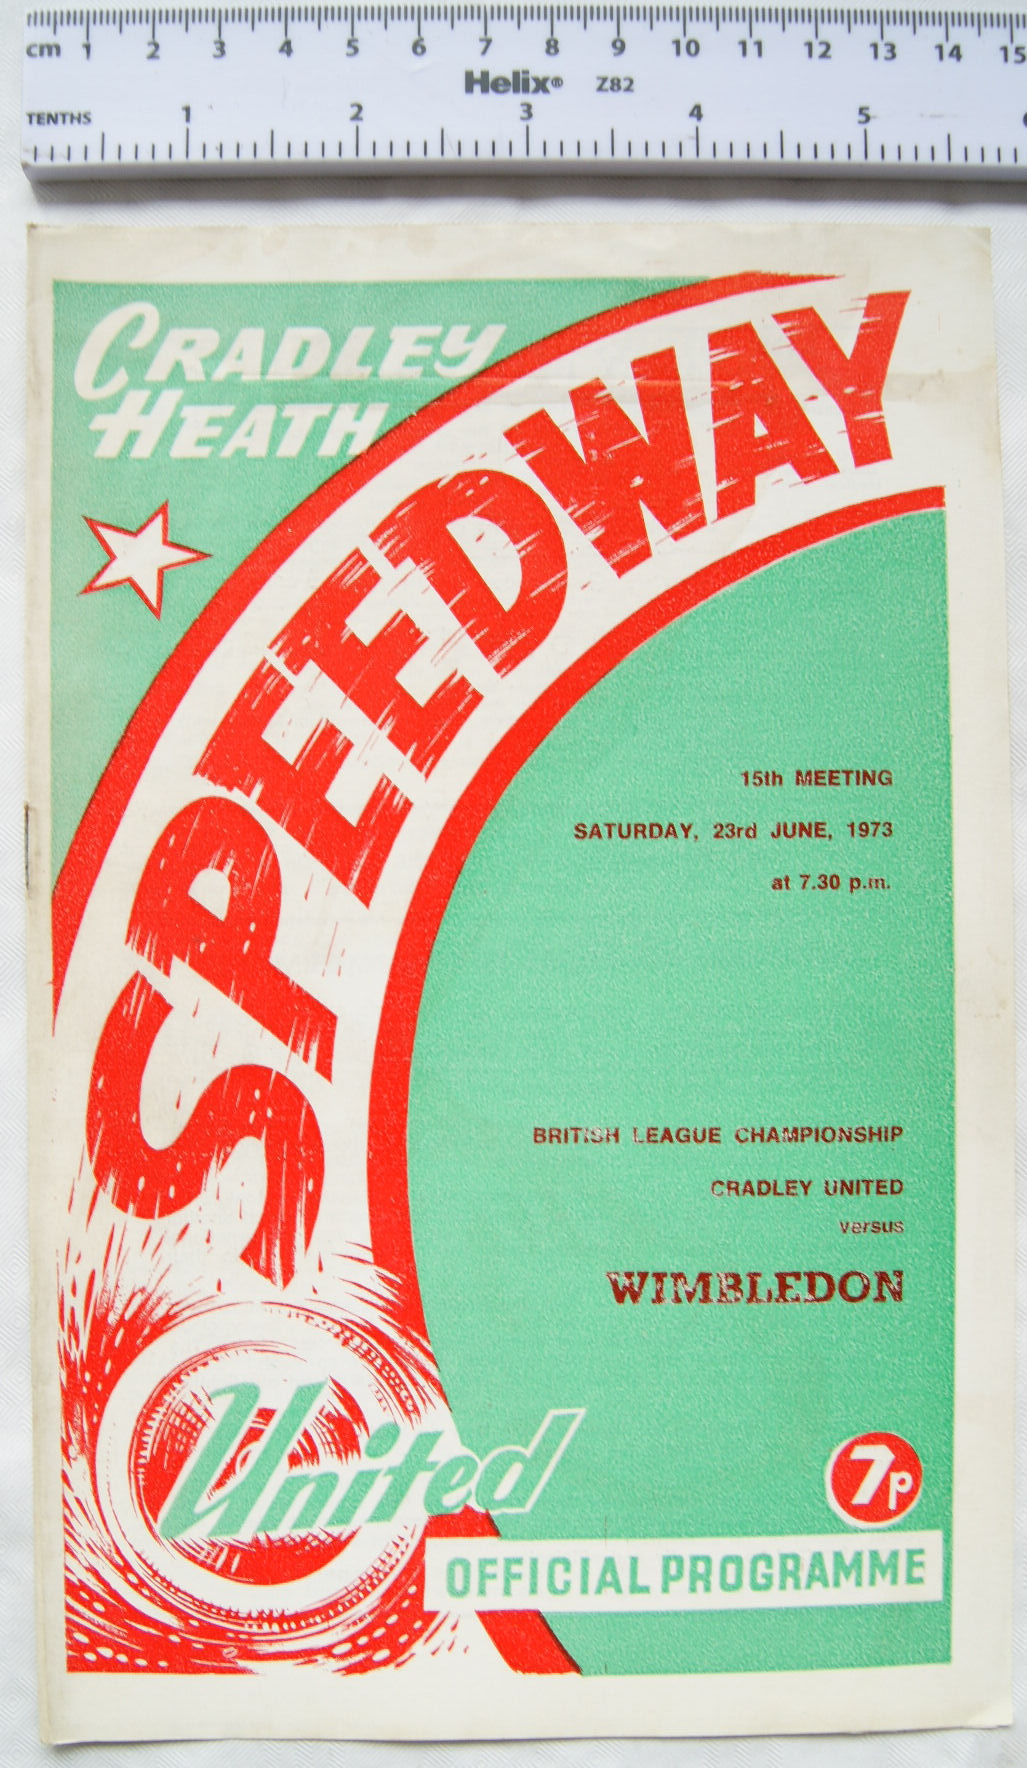 cm 1 2 3 4 5 6 7 8 9 10 11 12 13 14 15
Helix® Z82
TENTHS 1 2 3 4 5
CRADLEY
HEATH
SPEEDWAY
15th MEETING
SATURDAY, 23rd JUNE, 1973
at 7.30 p.m.
BRITISH LEAGUE CHAMPIONSHIP
CRADLEY UNITED
versus
WIMBLEDON
United
7p
OFFICIAL PROGRAMME